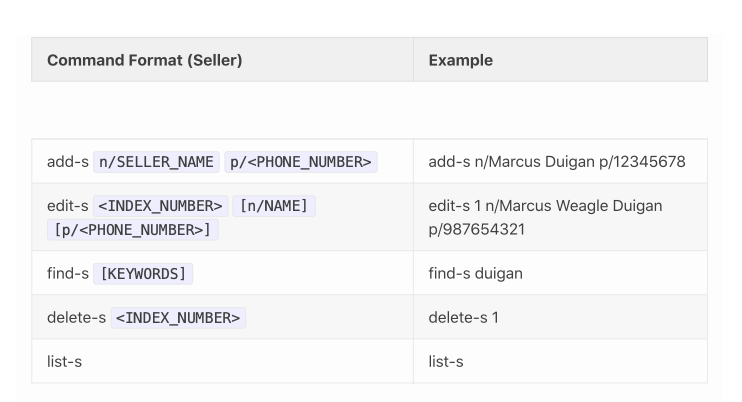 Command Format (Seller) Example
add-s n/SELLER_NAME p/<PHONE_NUMBER> add-s n/Marcus Duigan p/12345678
edit-s <INDEX_NUMBER> [n/NAME] edit-s 1 n/Marcus Weagle Duigan
[p/<PHONE_NUMBER>] p/987654321
find-s [KEYWORDS] find-s duigan
delete-s <INDEX_NUMBER> delete-s 1
list-s list-s